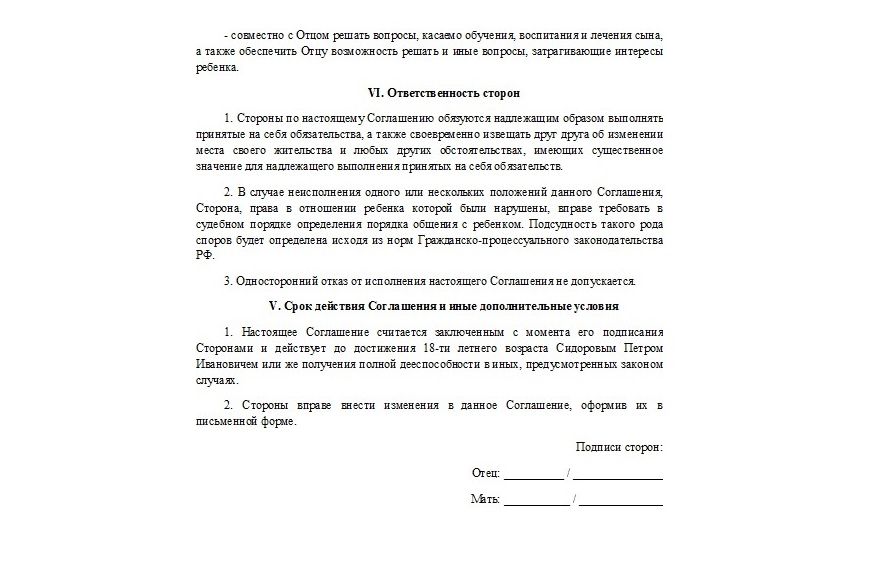 - совместно с Отцом решать вопросы, касаемо обучения, воспитания и лечения сына,
а также обеспечить Отцу возможность решать и иные вопросы, затрагивающие интересы
ребенка.
VI. Ответственность сторон
1. Стороны по настоящему Соглашению обязуются надлежащим образом выполнять
принятые на себя обязательства, а также своевременно извещать друг друга об изменении
места своего жительства и любых других обстоятельствах, имеющих существенное
значение для надлежащего выполнения принятых на себя обязательств.
2. В случае неисполнения одного или нескольких положений данного Соглашения,
Сторона, права в отношении ребенка которой были нарушены, вправе требовать в
судебном порядке определения порядка общения с ребенком. Подсудность такого рода
споров будет определена исходя из норм Гражданско-процессуального законодательства
РФ.
3. Односторонний отказ от исполнения настоящего Соглашения не допускается.
V. Срок действия Соглашения и иные дополнительные условия
1. Настоящее Соглашение считается заключенным с момента его подписания
Сторонами и действует до достижения 18-ти летнего возраста Сидоровым Петром
Ивановичем или же получения полной дееспособности в иных, предусмотренных законом
случаях.
2. Стороны вправе внести изменения в данное Соглашение, оформив их в
письменной форме.
Подписи сторон:
Отец: __________ / _______________
Мать: ___________ / ______________